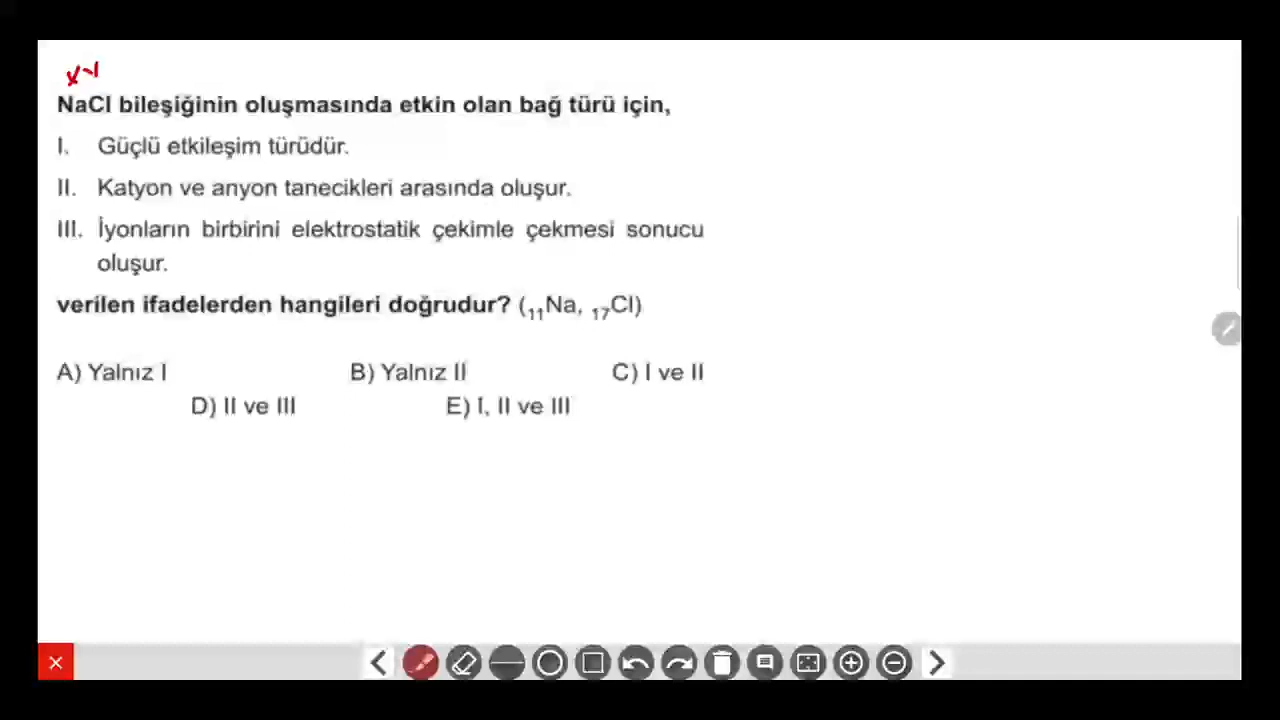 NaCl bileşiğinin oluşmasında etkin olan bağ türü için,
I. Güçlü etkileşim türüdür.
II. Katyon ve anyon tanecikleri arasında oluşur.
III. İyonların birbirini elektrostatik çekimle çekmesi sonucu
oluşur.
verilen ifadelerden hangileri doğrudur? (₁₁Na, ₁₇Cl)
A) Yalnız I B) Yalnız II C) I ve II
D) II ve III E) I, II ve III